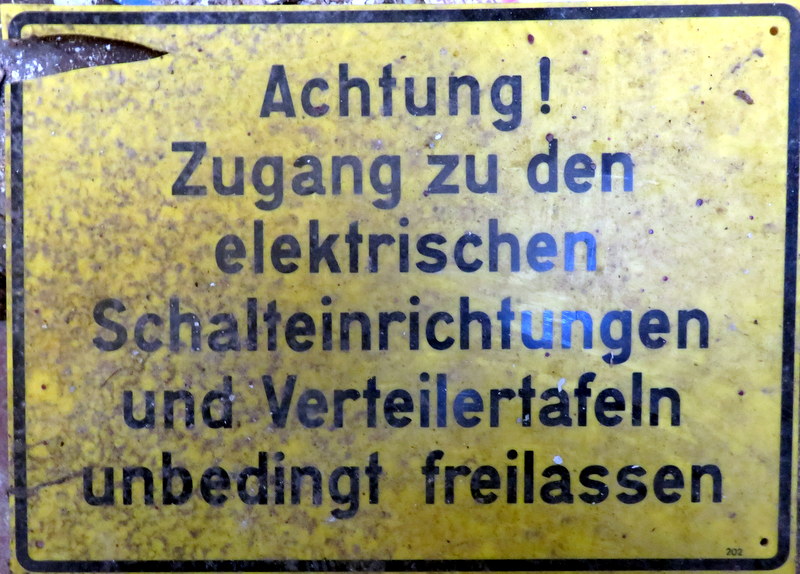 Achtung!
Zugang zu den
elektrischen
Schalteinrichtungen
und Verteilertafeln
unbedingt freilassen
202